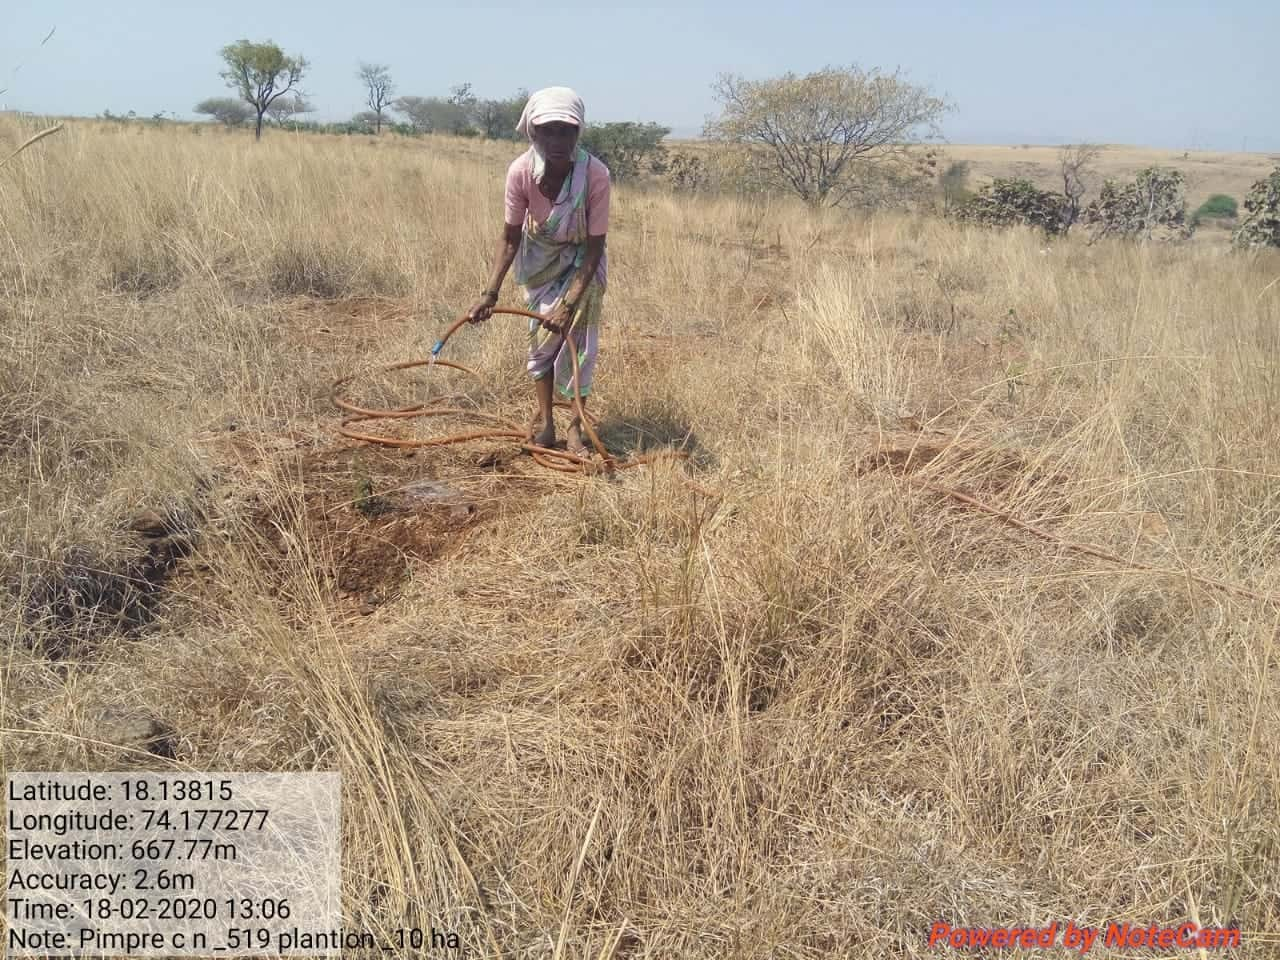 Latitude: 18.13815
Longitude: 74.177277
Elevation: 667.77m
Accuracy: 2.6m
Time: 18-02-2020 13:06
Note: Pimpre c n _519 plantion _10 ha
Powered by NoteCam